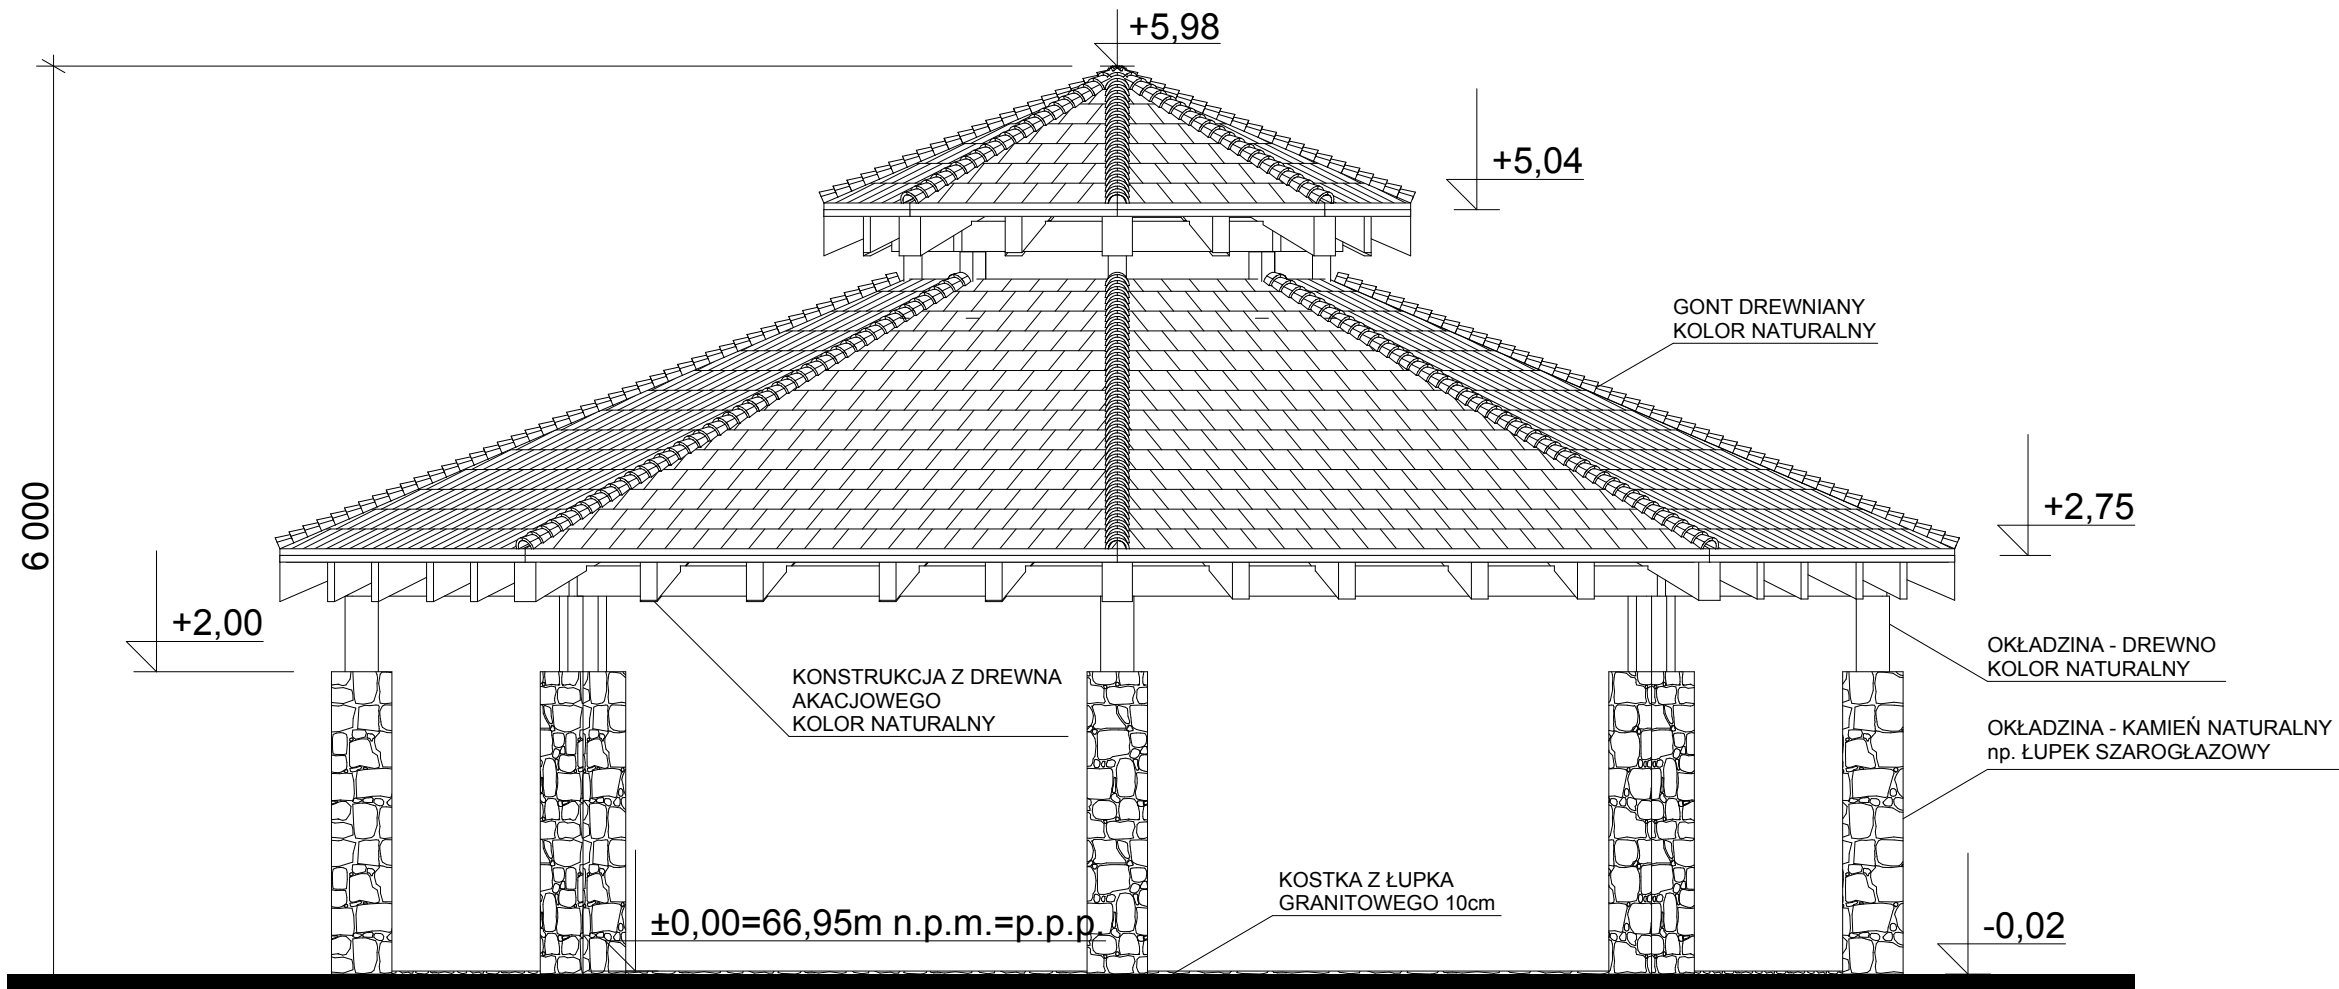 +5,98
+5,04
GONT DREWNIANY
KOLOR NATURALNY
6 000
+2,75
+2,00
KONSTRUKCJA Z DREWNA
AKACJOWEGO
KOLOR NATURALNY
OKŁADZINA - DREWNO
KOLOR NATURALNY
OKŁADZINA - KAMIEŃ NATURALNY
np. ŁUPEK SZAROGŁAZOWY
KOSTKA Z ŁUPKA
GRANITOWEGO 10cm
±0,00=66,95m n.p.m.=p.p.p.
-0,02